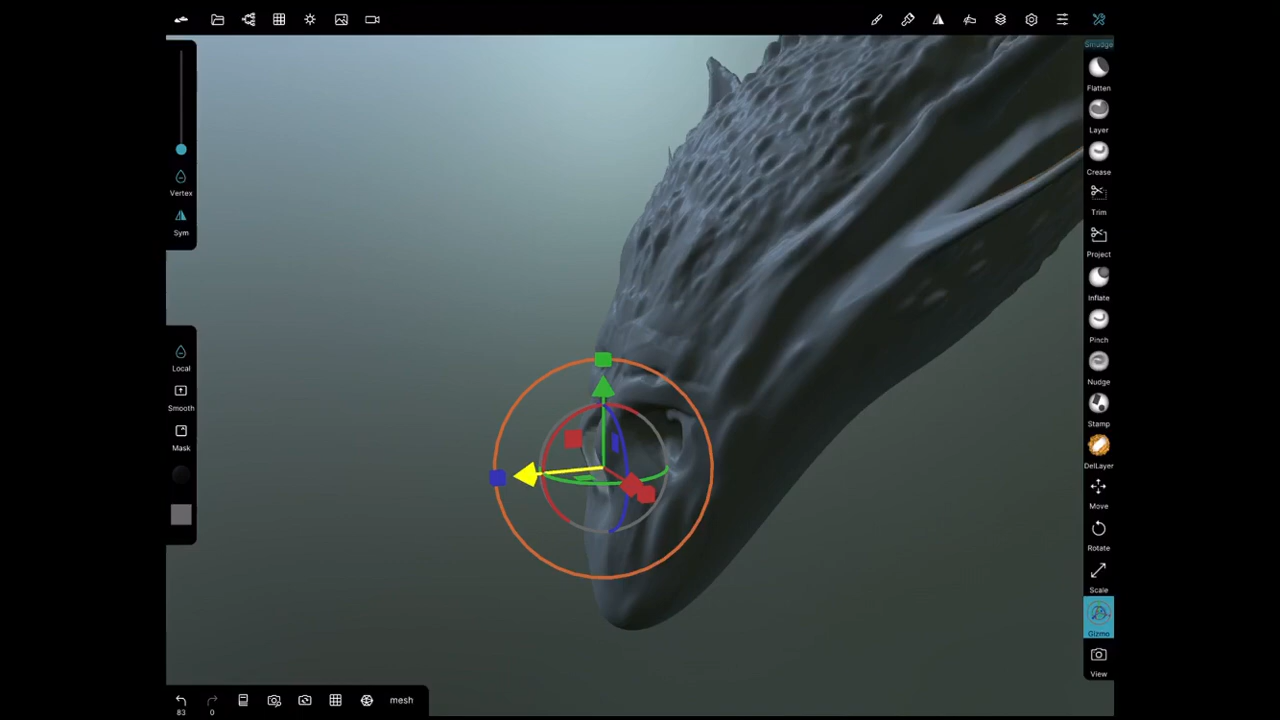 Smudge
Flatten
Layer
Crease
Trim
Project
Inflate
Pinch
Nudge
Stamp
DelLayer
Move
Rotate
Scale
Gizmo
View
Vertex
Sym
Local
Smooth
Mask
83
0
mesh